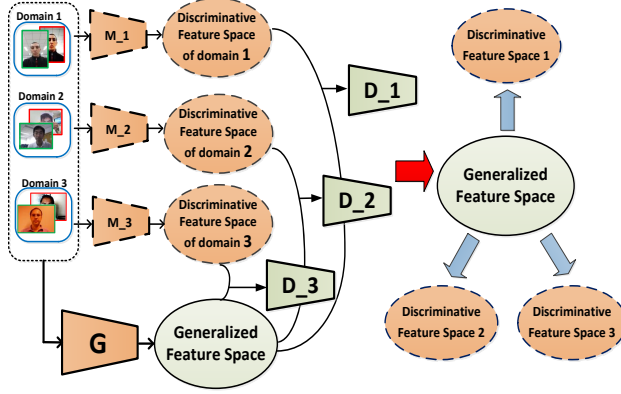 Domain 1
M_1
Discriminative
Feature Space
of domain 1
Domain 2
M_2
Discriminative
Feature Space
of domain 2
Domain 3
M_3
Discriminative
Feature Space
of domain 3
G
Generalized
Feature Space
D_1
D_2
D_3
Discriminative
Feature Space 1
Generalized
Feature Space
Discriminative
Feature Space 2
Discriminative
Feature Space 3